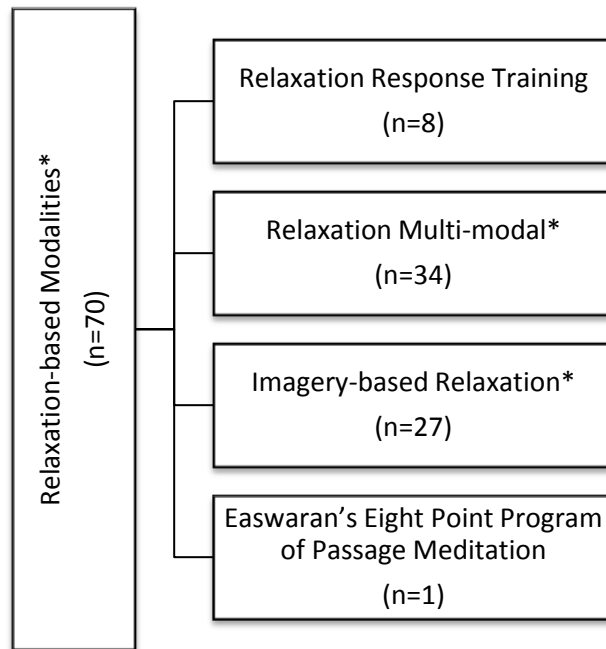 Relaxation-based Modalities*
(n=70)
Relaxation Response Training
(n=8)
Relaxation Multi-modal*
(n=34)
Imagery-based Relaxation*
(n=27)
Easwaran’s Eight Point Program
of Passage Meditation
(n=1)